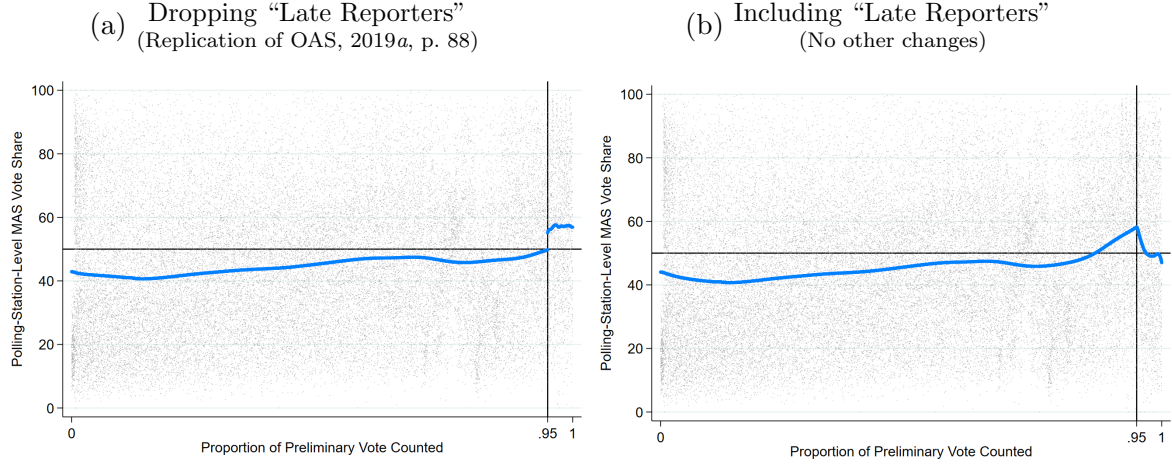 (a) Dropping “Late Reporters”
(Replication of OAS, 2019a, p. 88)
Polling-Station-Level MAS Vote Share
100
80
60
40
20
0
0
.95
1
Proportion of Preliminary Vote Counted
(b) Including “Late Reporters”
(No other changes)
Polling-Station-Level MAS Vote Share
100
80
60
40
20
0
0
.95
1
Proportion of Preliminary Vote Counted